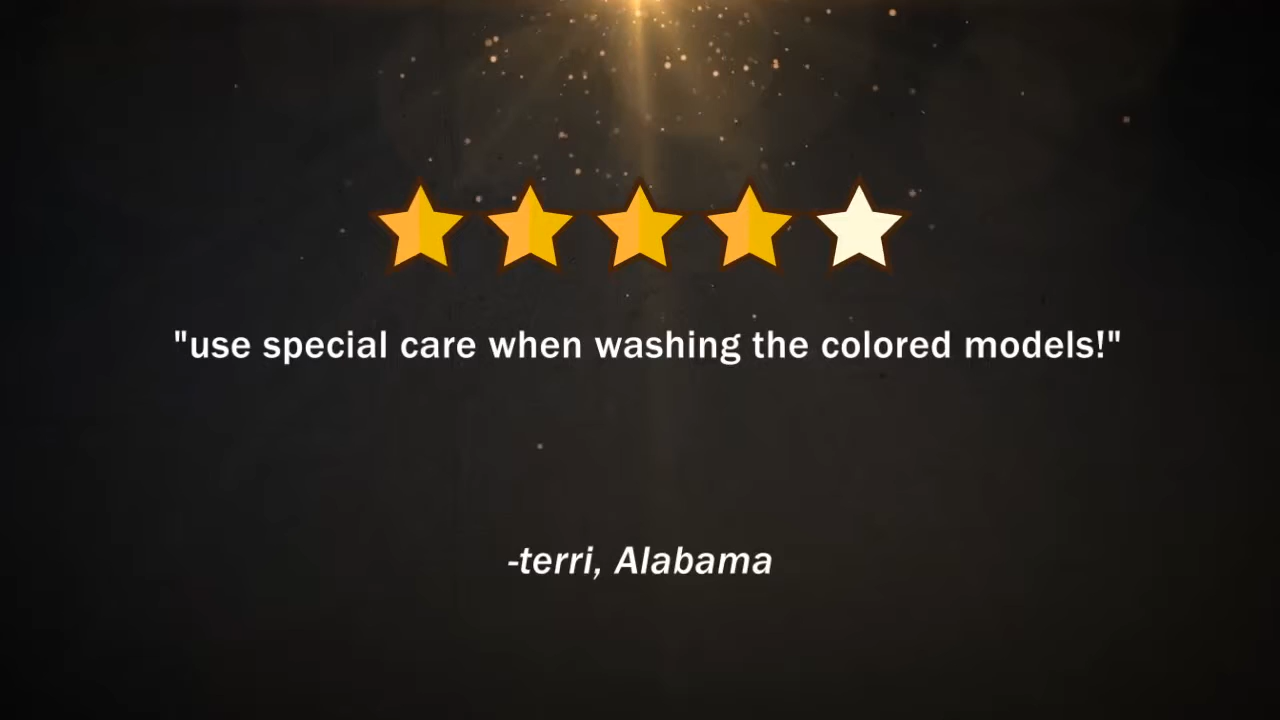 "use special care when washing the colored models!"
-terri, Alabama